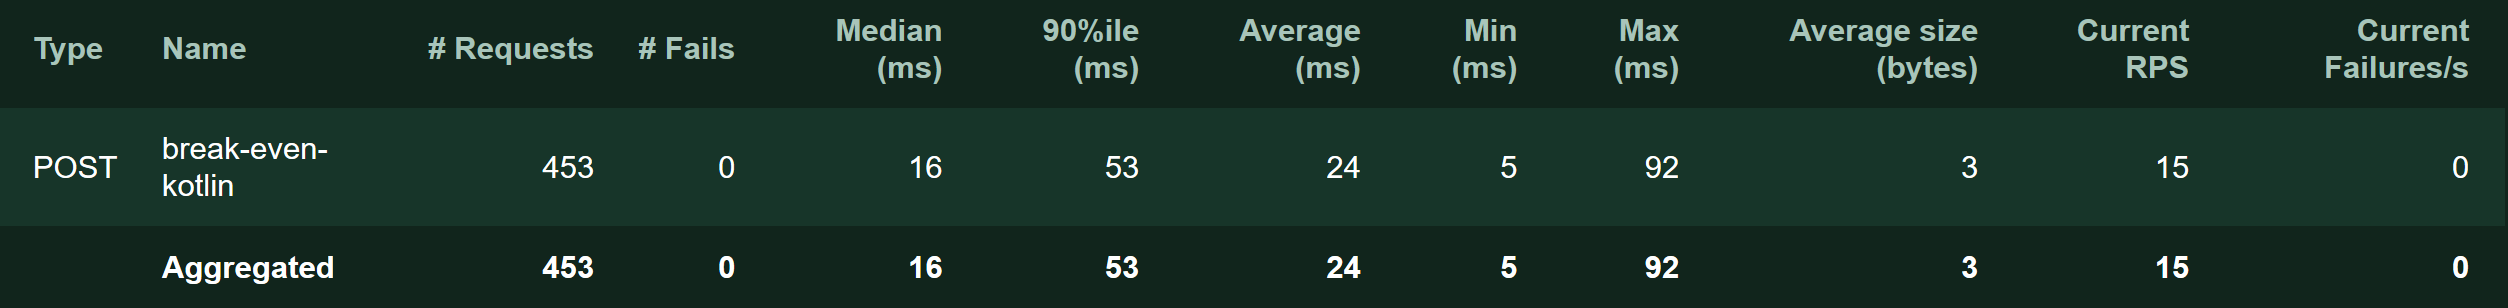 Type Name # Requests # Fails Median (ms) 90%ile (ms) Average (ms) Min (ms) Max (ms) Average size (bytes) Current RPS Current Failures/s
POST break-even-kotlin 453 0 16 53 24 5 92 3 15 0
Aggregated 453 0 16 53 24 5 92 3 15 0